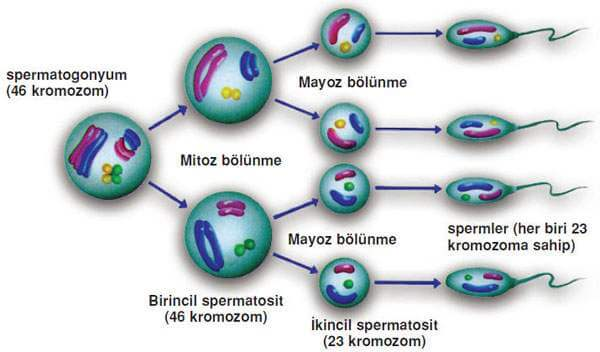 spermatogonyum
(46 kromozom)
Mayoz bölünme
Mitoz bölünme
Mayoz bölünme
spermler (her biri 23
kromozoma sahip)
Birincil spermatosit
(46 kromozom)
İkincil spermatosit
(23 kromozom)